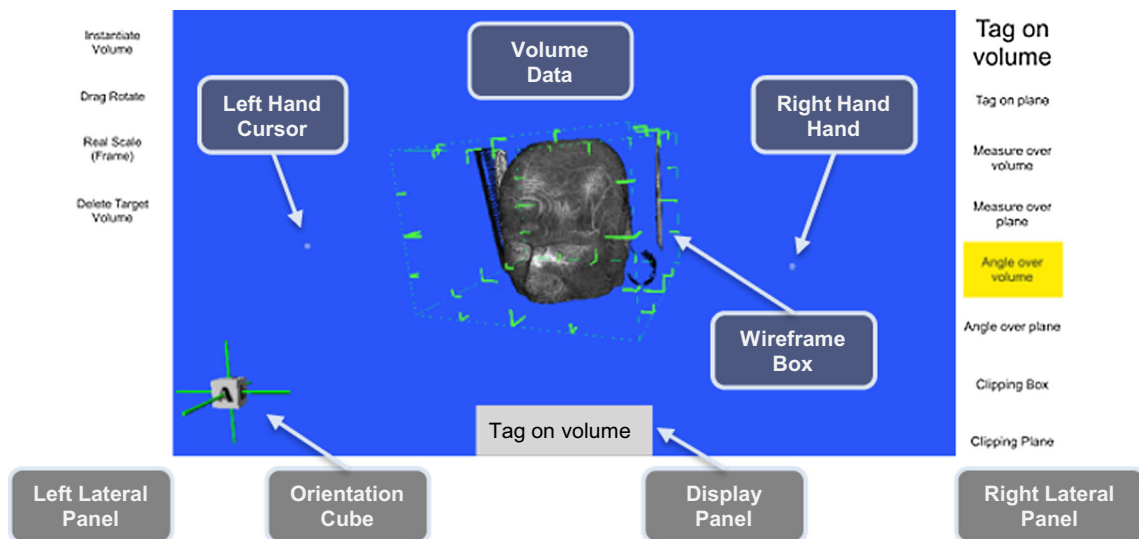 Instantiate
Volume
Drag Rotate
Real Scale
(Frame)
Delete Target
Volume
Volume
Data
Left Hand
Cursor
Right Hand
Hand
Wireframe
Box
A
Tag on volume
Tag on
volume
Tag on plane
Measure over
volume
Measure over
plane
Angle over
volume
Angle over plane
Clipping Box
Clipping Plane
Left Lateral
Panel
Orientation
Cube
Display
Panel
Right Lateral
Panel